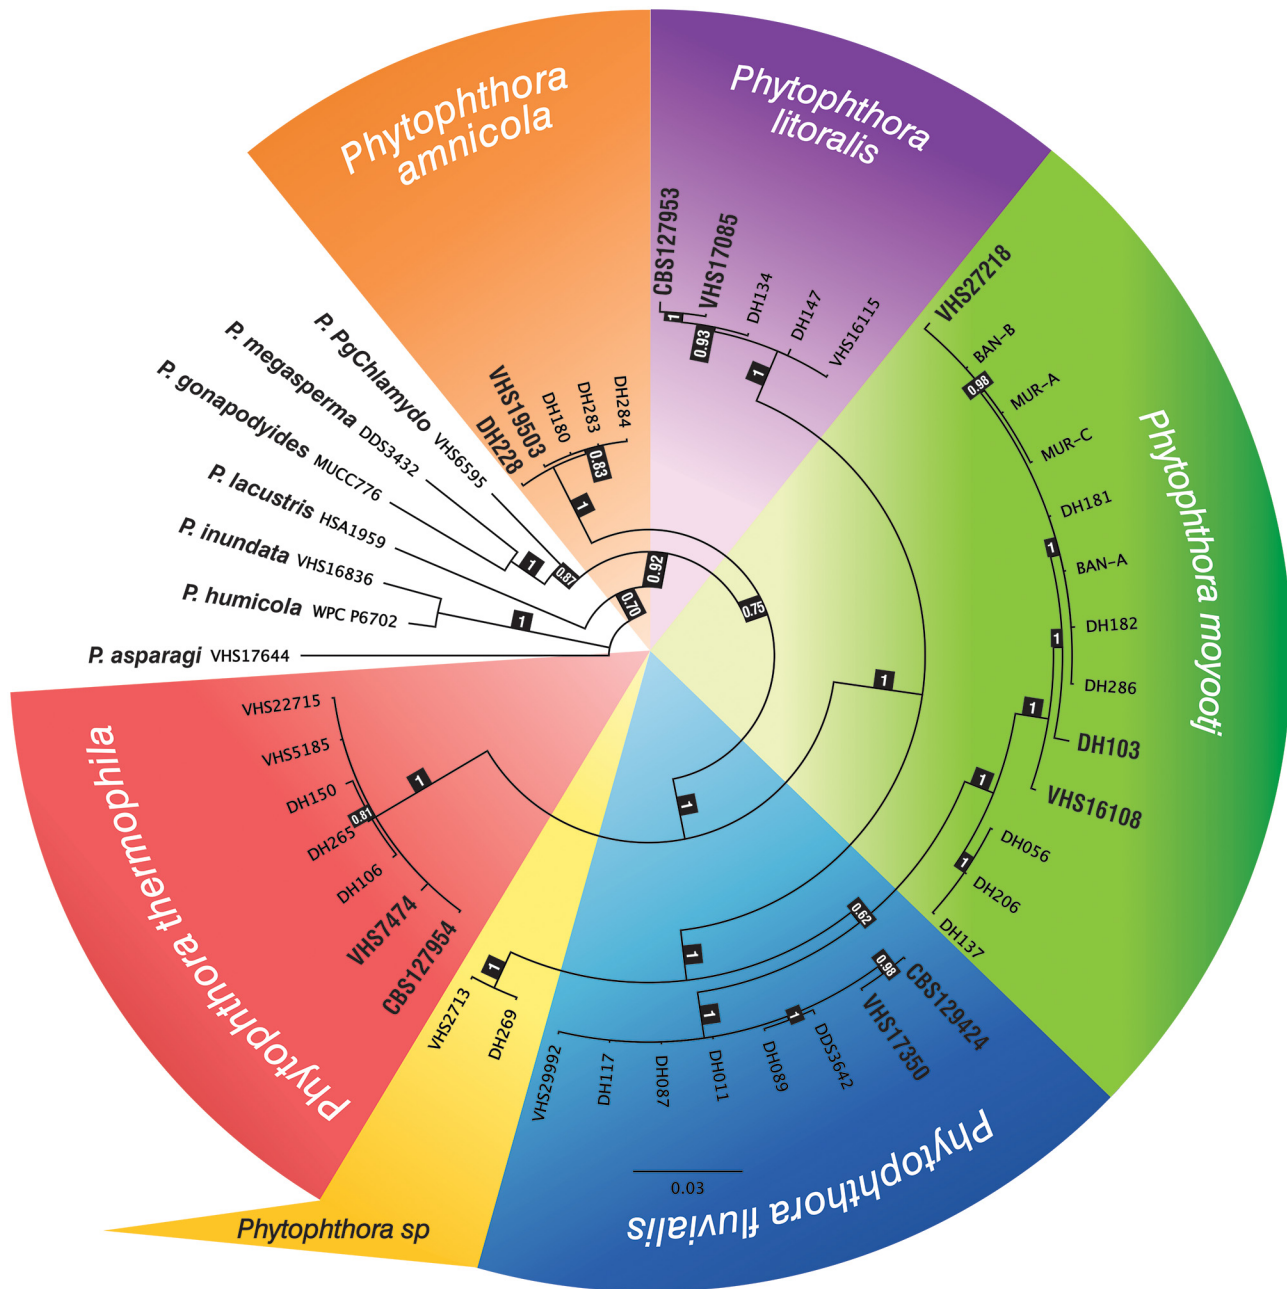 Phytophthora
amnicola
Phytophthora
litoralis
Phytophthora moyootj
Phytophthora fluvialis
Phytophthora sp
Phytophthora thermophila
CBS127953
VHS17085
DH134
DH147
VHS16115
1
0.93
1
VHS27218
BAN-B
0.98
MUR-A
MUR-C
DH181
1
BAN-A
DH182
1
DH286
1
DH103
VHS16108
1
DH056
1
DH206
DH137
0.62
0.98
CBS129424
VHS17350
1
DDS3642
DH089
1
DH011
DH087
DH117
VHS29992
1
1
1
1
DH269
VHS2713
CBS127954
VHS7474
DH106
DH265
0.81
DH150
VHS5185
VHS22715
1
P. asparagi VHS17644
P. humicola WPC P6702
P. inundata VHS16836
1
P. lacustris HSA1959
P. gonapodyides MUCC776
P. megasperma DDS3432
P. PgChlamydo VHS6595
1
0.87
0.70
0.92
0.75
DH228
VHS19503
DH180
DH283
DH284
0.83
1
0.03